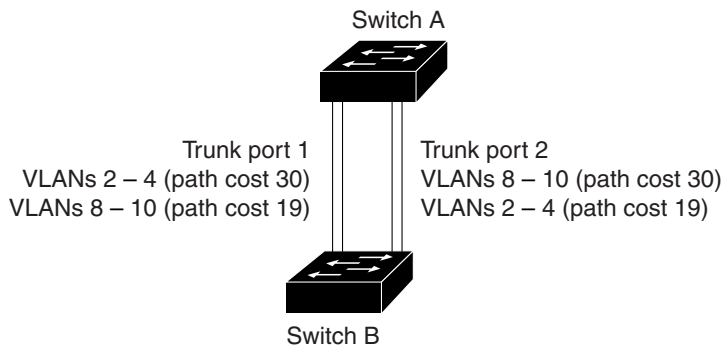 Switch A
Trunk port 1
VLANs 2 – 4 (path cost 30)
VLANs 8 – 10 (path cost 19)
Trunk port 2
VLANs 8 – 10 (path cost 30)
VLANs 2 – 4 (path cost 19)
Switch B